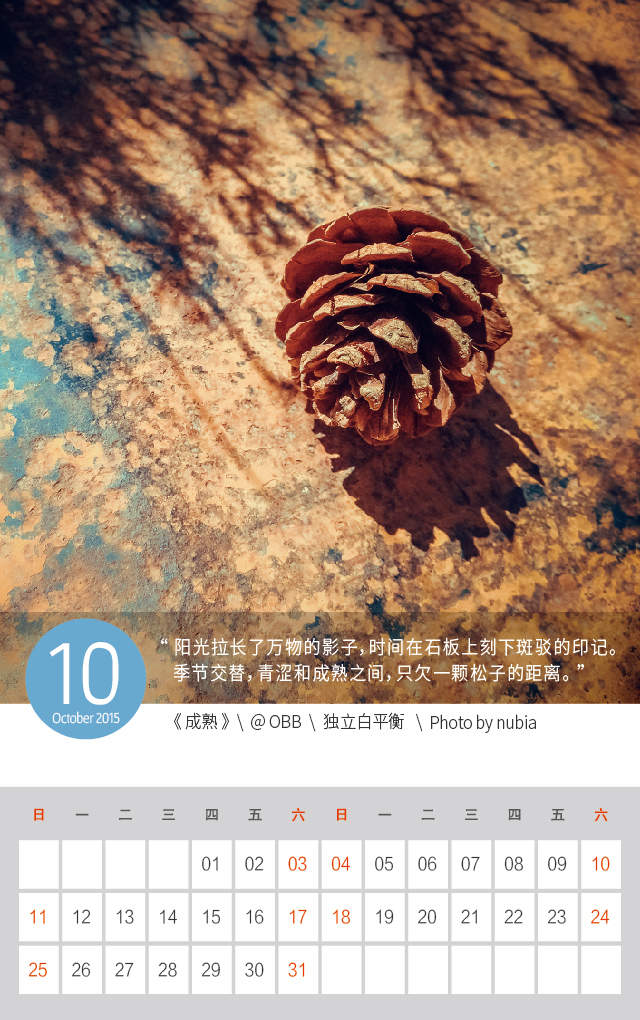 10
October 2015
“阳光拉长了万物的影子，时间在石板上刻下斑驳的印记。
季节交替，青涩和成熟之间，只欠一颗松子的距离。”
《成熟》\ @ OBB \ 独立白平衡 \ Photo by nubia
日 一 二 三 四 五 六 日 一 二 三 四 五 六
01 02 03 04 05 06 07 08 09 10
11 12 13 14 15 16 17 18 19 20 21 22 23 24
25 26 27 28 29 30 31